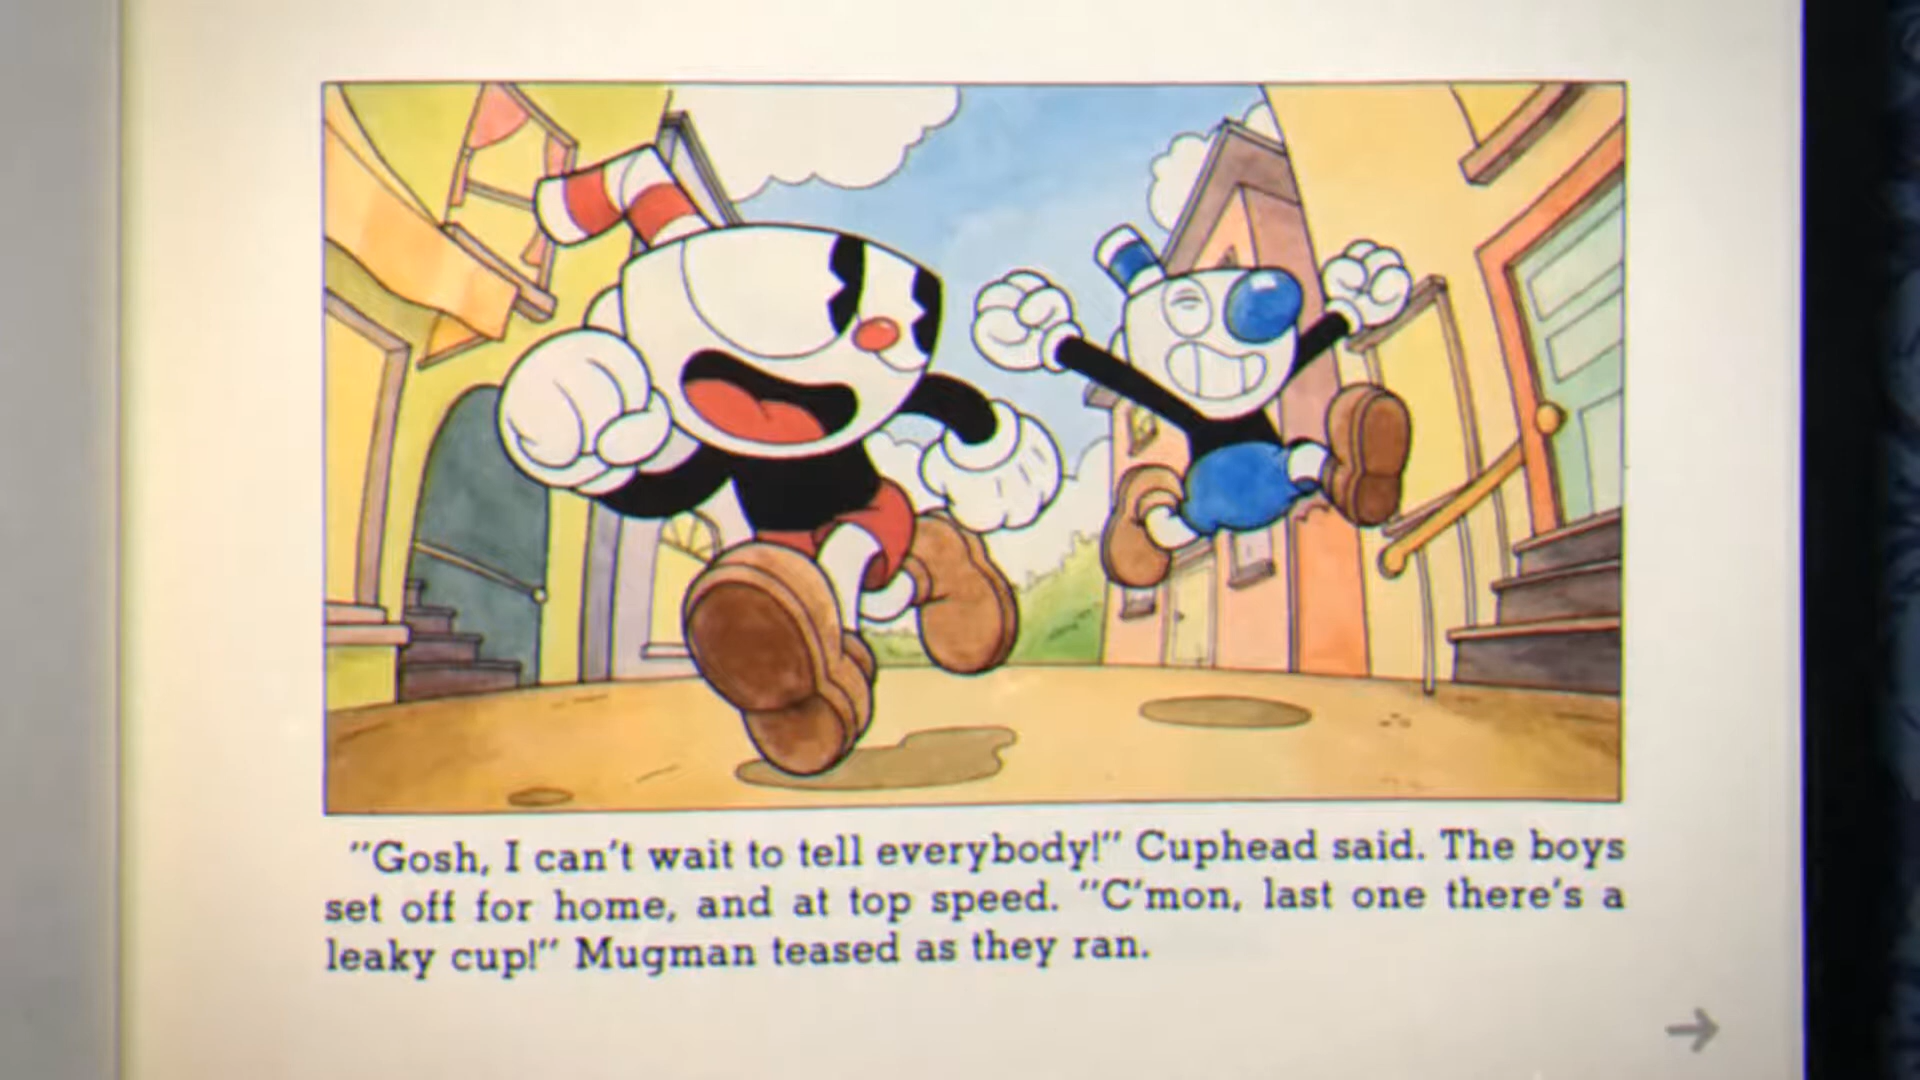 "Gosh, I can't wait to tell everybody!" Cuphead said. The boys
set off for home, and at top speed. "C'mon, last one there's a
leaky cup!" Mugman teased as they ran.